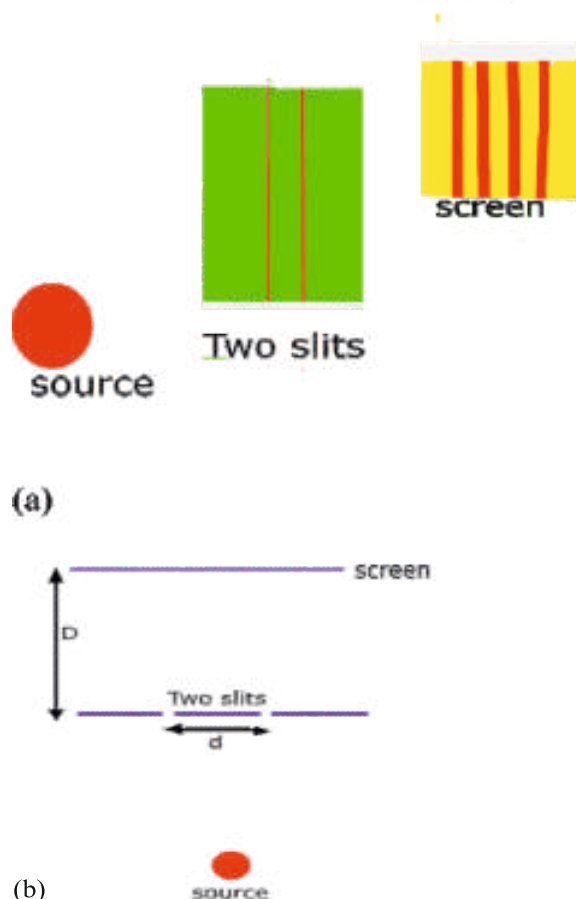 screen
Two slits
source
(a)
screen
D
Two slits
d
(b)
source